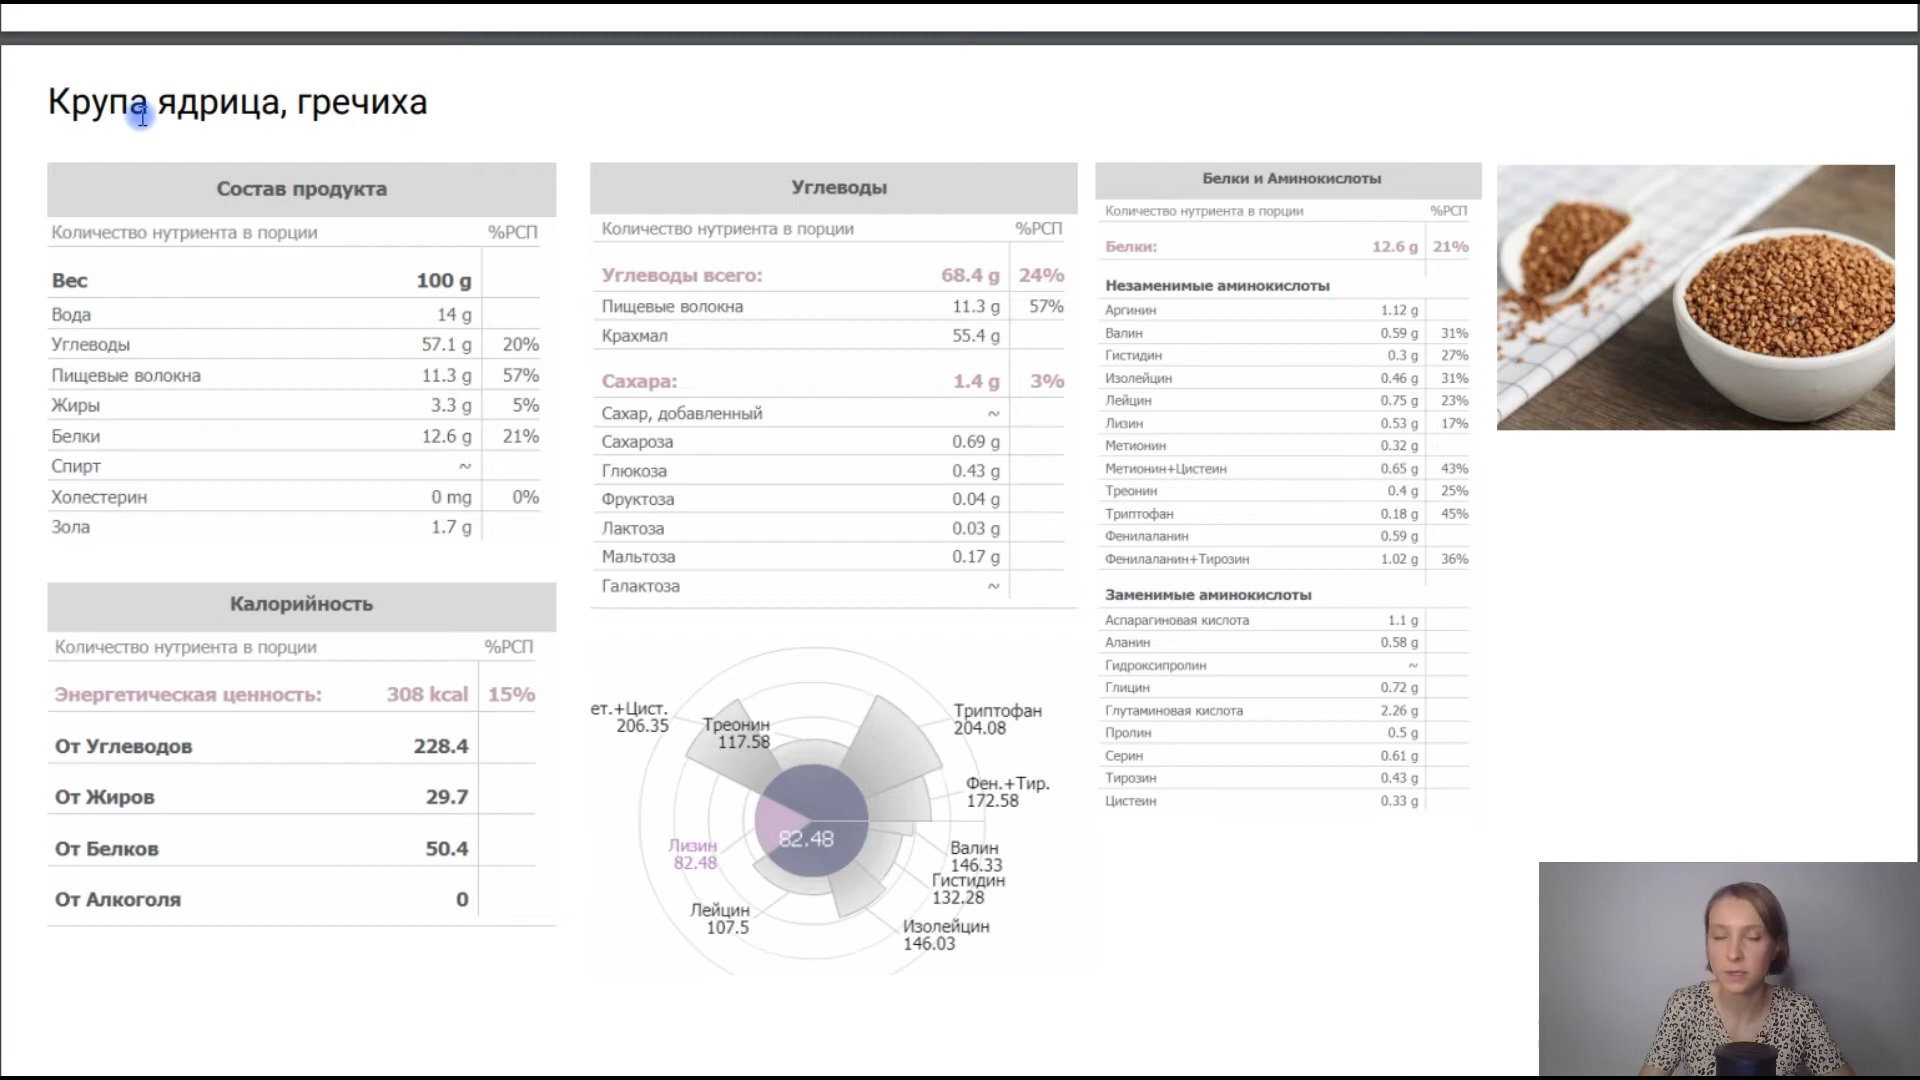 Крупа ядрица, гречиха
Состав продукта
Количество нутриента в порции %РСП
Вес 100 g
Вода 14 g
Углеводы 57.1 g 20%
Пищевые волокна 11.3 g 57%
Жиры 3.3 g 5%
Белки 12.6 g 21%
Спирт ~
Холестерин 0 mg 0%
Зола 1.7 g
Калорийность
Количество нутриента в порции %РСП
Энергетическая ценность: 308 kcal 15%
От Углеводов 228.4
От Жиров 29.7
От Белков 50.4
От Алкоголя 0
Углеводы
Количество нутриента в порции %РСП
Углеводы всего: 68.4 g 24%
Пищевые волокна 11.3 g 57%
Крахмал 55.4 g
Сахара: 1.4 g 3%
Сахар, добавленный ~
Сахароза 0.69 g
Глюкоза 0.43 g
Фруктоза 0.04 g
Лактоза 0.03 g
Мальтоза 0.17 g
Галактоза ~
ет.+Цист.
206.35
Треонин
117.58
Триптофан
204.08
Фен.+Тир.
172.58
82.48
Лизин
82.48
Валин
146.33
Гистидин
132.28
Лейцин
107.5
Изолейцин
146.03
Белки и Аминокислоты
Количество нутриента в порции %РСП
Белки: 12.6 g 21%
Незаменимые аминокислоты
Аргинин 1.12 g
Валин 0.59 g 31%
Гистидин 0.3 g 27%
Изолейцин 0.46 g 31%
Лейцин 0.75 g 23%
Лизин 0.53 g 17%
Метионин 0.32 g
Метионин+Цистеин 0.65 g 43%
Треонин 0.4 g 25%
Триптофан 0.18 g 45%
Фенилаланин 0.59 g
Фенилаланин+Тирозин 1.02 g 36%
Заменимые аминокислоты
Аспарагиновая кислота 1.1 g
Аланин 0.58 g
Гидроксипролин ~
Глицин 0.72 g
Глутаминовая кислота 2.26 g
Пролин 0.5 g
Серин 0.61 g
Тирозин 0.43 g
Цистеин 0.33 g